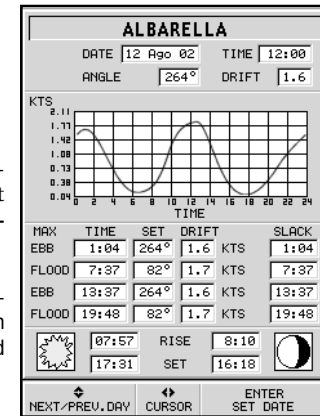 ALBARELLA
DATE 12 Ago 02 TIME 12:00
ANGLE 264° DRIFT 1.6
KTS
2.11
1.77
1.42
1.08
0.73
0.38
0.04
0 2 4 6 8 10 12 14 16 18 20 22 24
TIME
MAX TIME SET DRIFT SLACK
EBB 1:04 264° 1.6 KTS 1:04
FLOOD 7:37 82° 1.7 KTS 7:37
EBB 13:37 264° 1.6 KTS 13:37
FLOOD 19:48 82° 1.7 KTS 19:48
07:57 RISE 8:10
17:31 SET 16:18
NEXT/PREV.DAY CURSOR ENTER
SET DATE